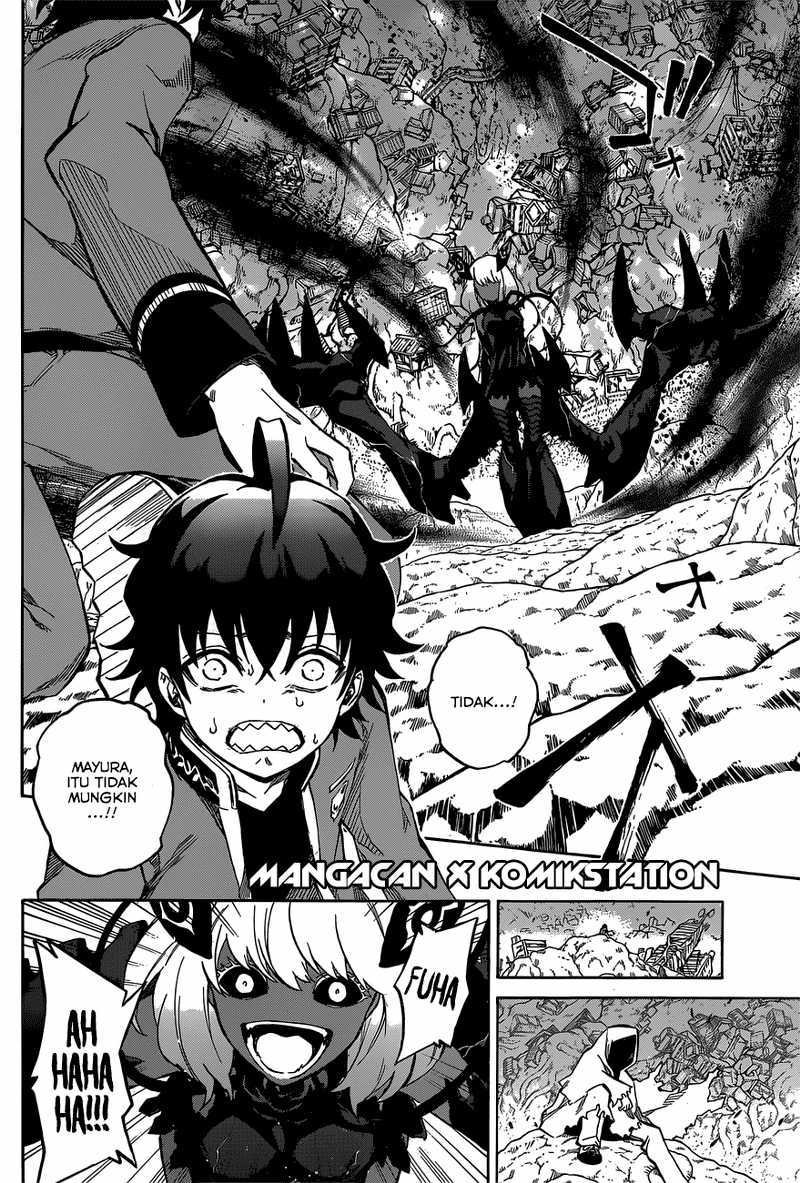 TIDAK...!
MAYURA,
ITU TIDAK
MUNGKIN
...!!
MANGACAN X KOMIKSTATION
FUHA
AH
HAHA
HA!!!